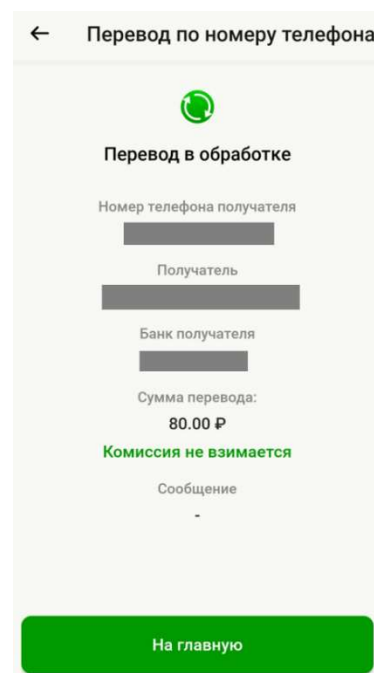 Перевод по номеру телефона
Перевод в обработке
Номер телефона получателя
Получатель
Банк получателя
Сумма перевода:
80.00 ₽
Комиссия не взимается
Сообщение
-
На главную